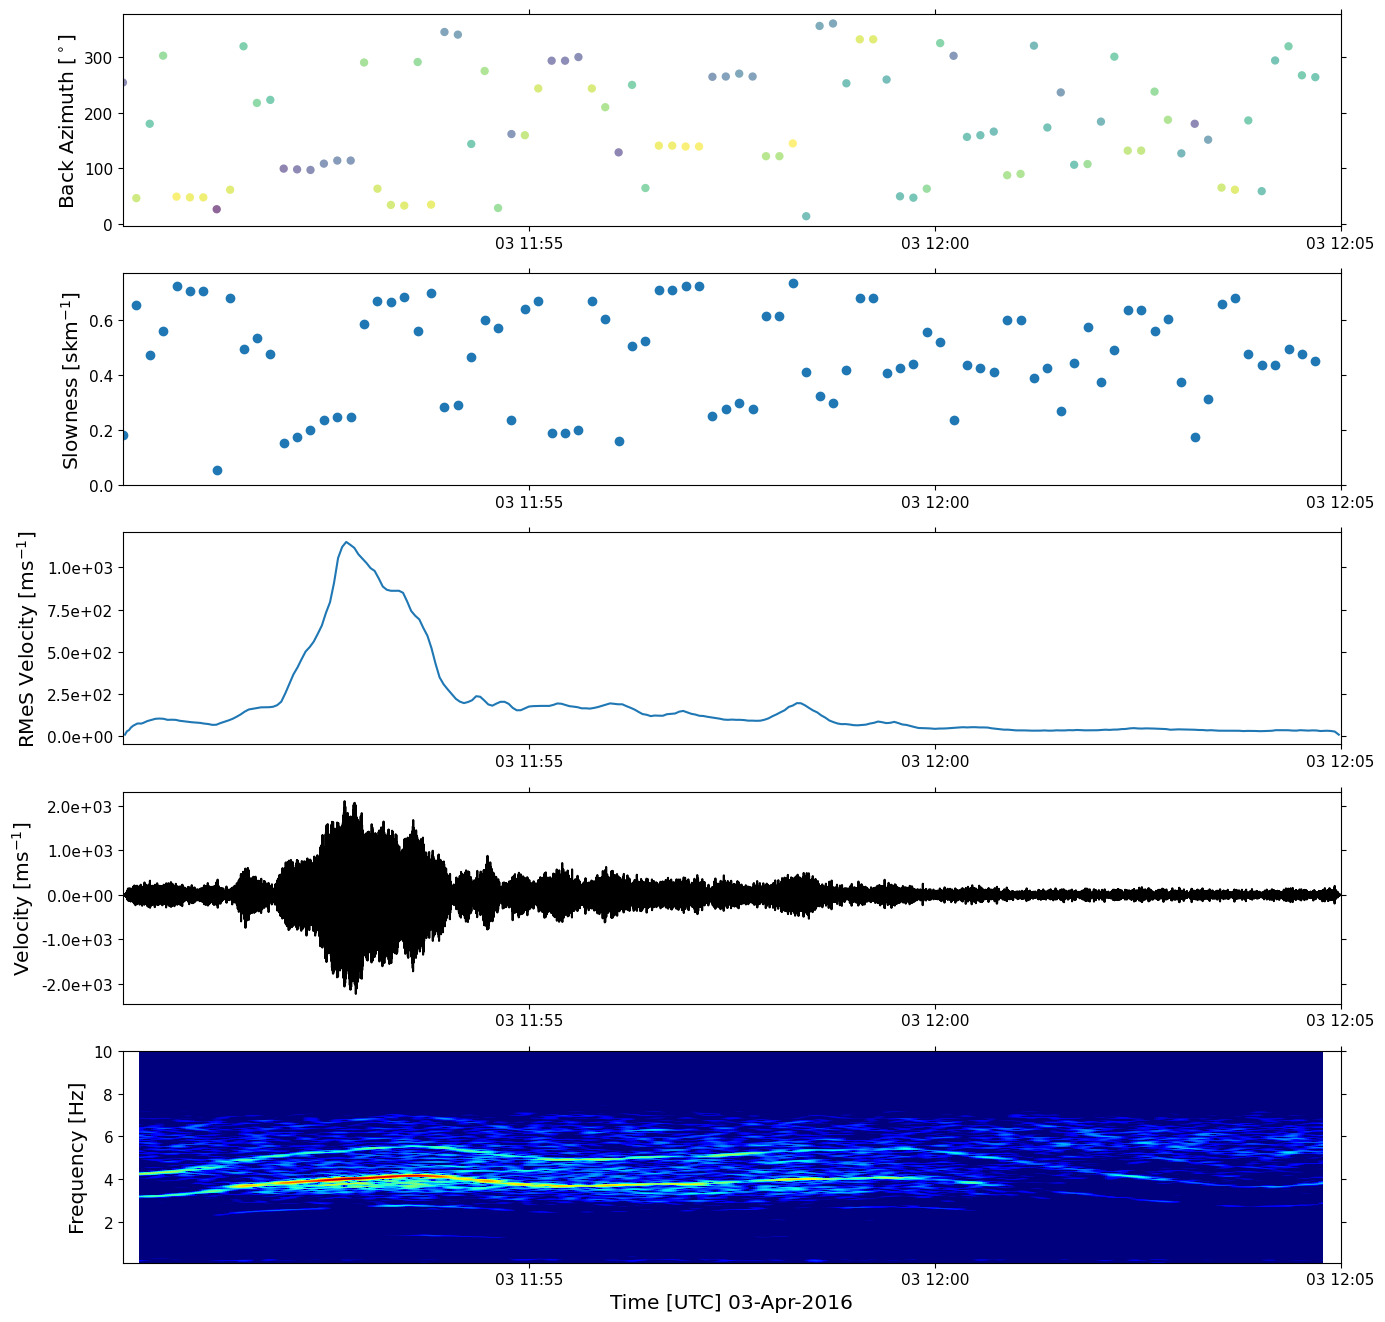 Back Azimuth [°]
300
200
100
0
03 11:55
03 12:00
03 12:05
Slowness [skm⁻¹]
0.6
0.4
0.2
0.0
03 11:55
03 12:00
03 12:05
RMeS Velocity [ms⁻¹]
1.0e+03
7.5e+02
5.0e+02
2.5e+02
0.0e+00
03 11:55
03 12:00
03 12:05
Velocity [ms⁻¹]
2.0e+03
1.0e+03
0.0e+00
-1.0e+03
-2.0e+03
03 11:55
03 12:00
03 12:05
Frequency [Hz]
10
8
6
4
2
03 11:55
03 12:00
03 12:05
Time [UTC] 03-Apr-2016